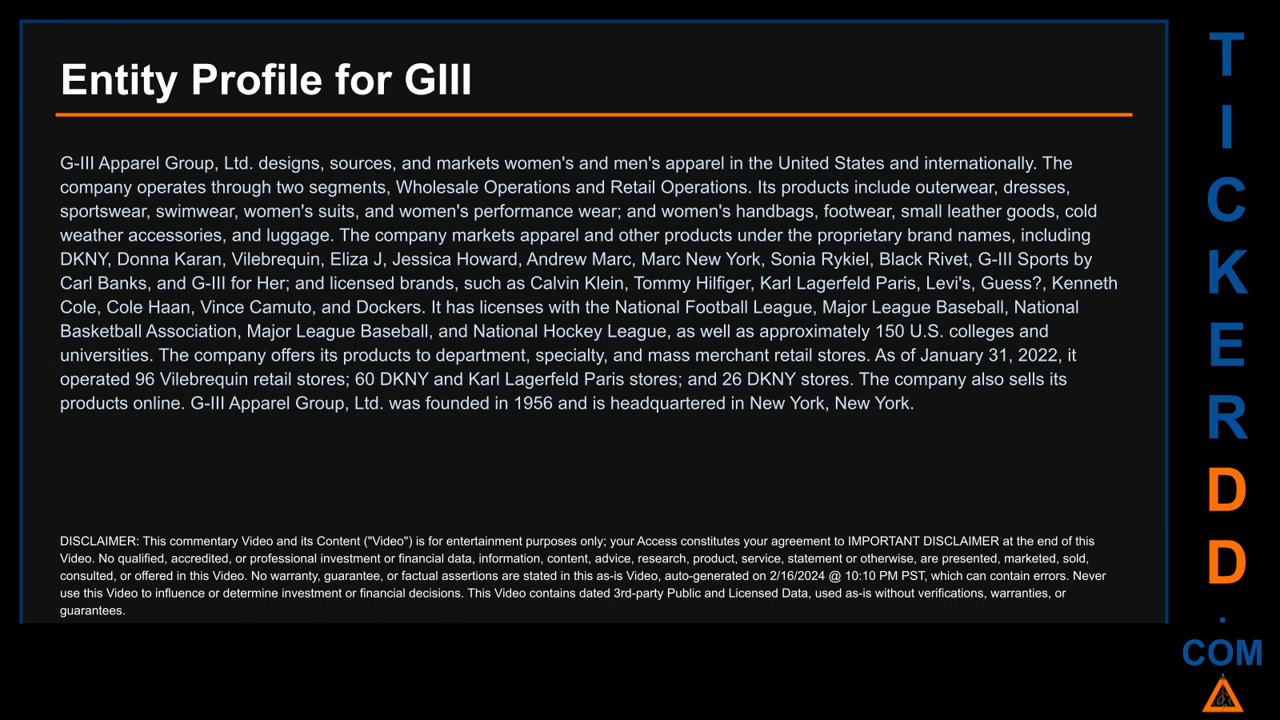 Entity Profile for GIII
G-III Apparel Group, Ltd. designs, sources, and markets women's and men's apparel in the United States and internationally. The
company operates through two segments, Wholesale Operations and Retail Operations. Its products include outerwear, dresses,
sportswear, swimwear, women's suits, and women's performance wear; and women's handbags, footwear, small leather goods, cold
weather accessories, and luggage. The company markets apparel and other products under the proprietary brand names, including
DKNY, Donna Karan, Vilebrequin, Eliza J, Jessica Howard, Andrew Marc, Marc New York, Sonia Rykiel, Black Rivet, G-III Sports by
Carl Banks, and G-III for Her; and licensed brands, such as Calvin Klein, Tommy Hilfiger, Karl Lagerfeld Paris, Levi's, Guess?, Kenneth
Cole, Cole Haan, Vince Camuto, and Dockers. It has licenses with the National Football League, Major League Baseball, National
Basketball Association, Major League Baseball, and National Hockey League, as well as approximately 150 U.S. colleges and
universities. The company offers its products to department, specialty, and mass merchant retail stores. As of January 31, 2022, it
operated 96 Vilebrequin retail stores; 60 DKNY and Karl Lagerfeld Paris stores; and 26 DKNY stores. The company also sells its
products online. G-III Apparel Group, Ltd. was founded in 1956 and is headquartered in New York, New York.
DISCLAIMER: This commentary Video and its Content ("Video") is for entertainment purposes only; your Access constitutes your agreement to IMPORTANT DISCLAIMER at the end of this
Video. No qualified, accredited, or professional investment or financial data, information, content, advice, research, product, service, statement or otherwise, are presented, marketed, sold,
consulted, or offered in this Video. No warranty, guarantee, or factual assertions are stated in this as-is Video, auto-generated on 2/16/2024 @ 10:10 PM PST, which can contain errors. Never
use this Video to influence or determine investment or financial decisions. This Video contains dated 3rd-party Public and Licensed Data, used as-is without verifications, warranties, or
guarantees.
T
I
C
K
E
R
D
D
.
COM